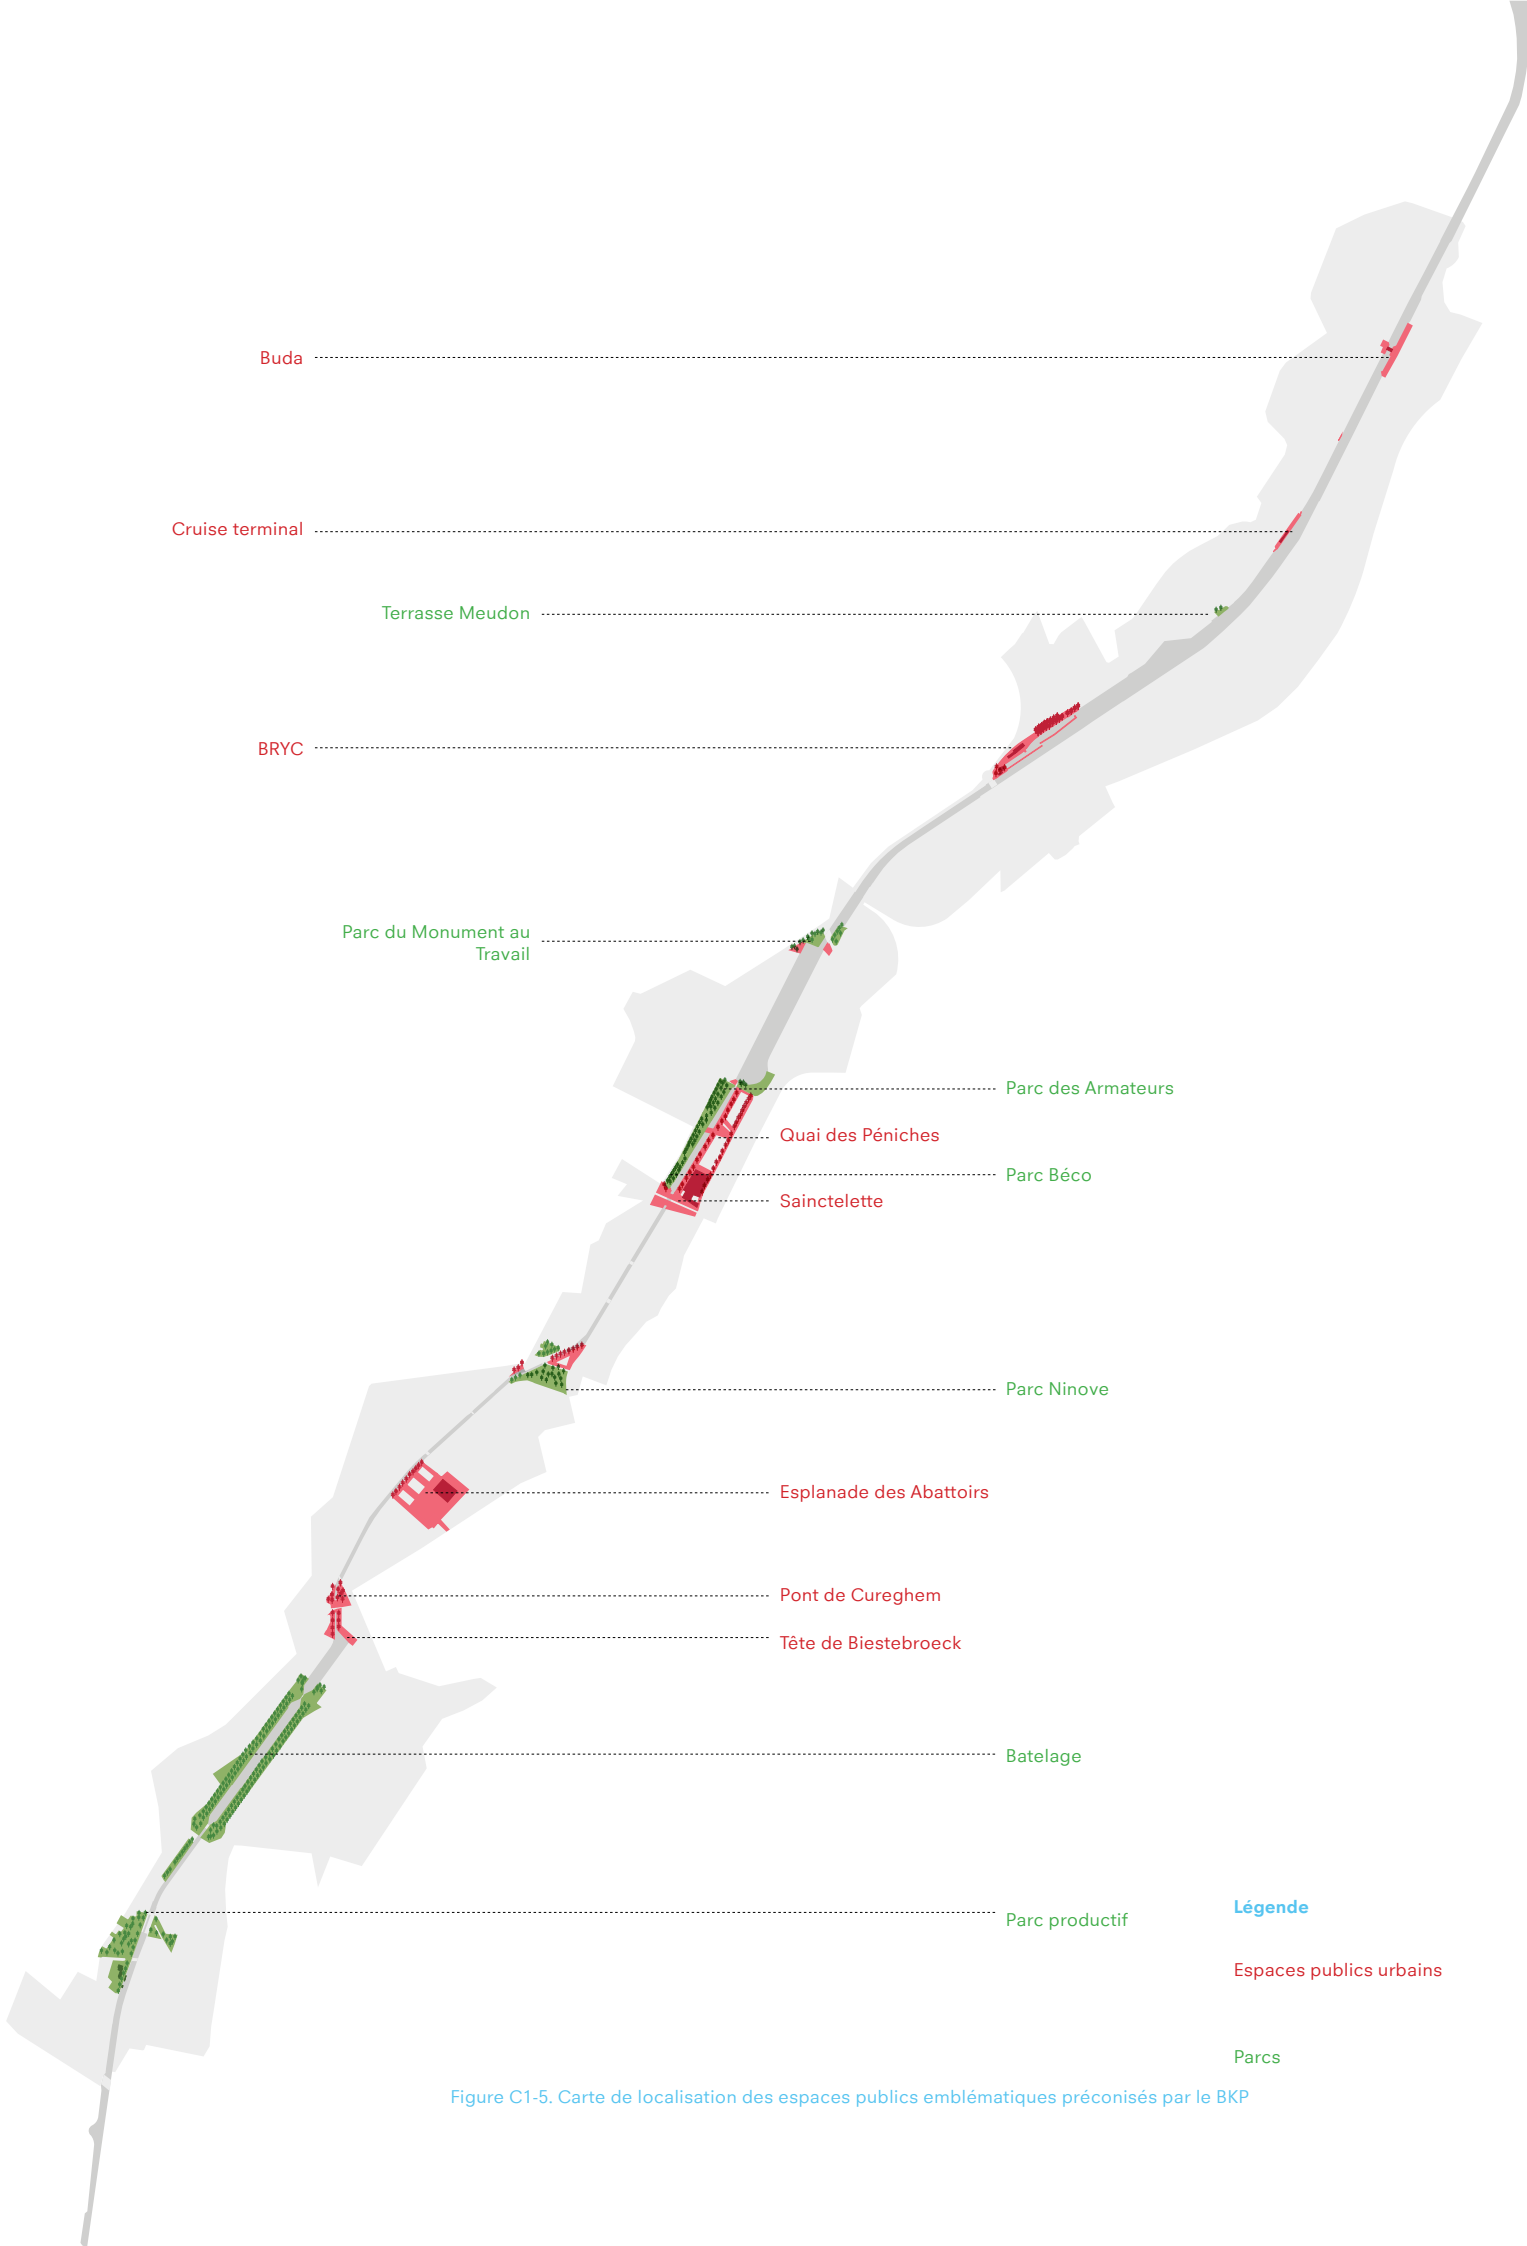 Buda
Cruise terminal
Terrasse Meudon
BRYC
Parc du Monument au
Travail
Parc des Armateurs
Quai des Péniches
Parc Béco
Sainctelette
Parc Ninove
Esplanade des Abattoirs
Pont de Cureghem
Tête de Biestebroeck
Batelage
Parc productif
Légende
Espaces publics urbains
Parcs
Figure C1-5. Carte de localisation des espaces publics emblématiques préconisés par le BKP